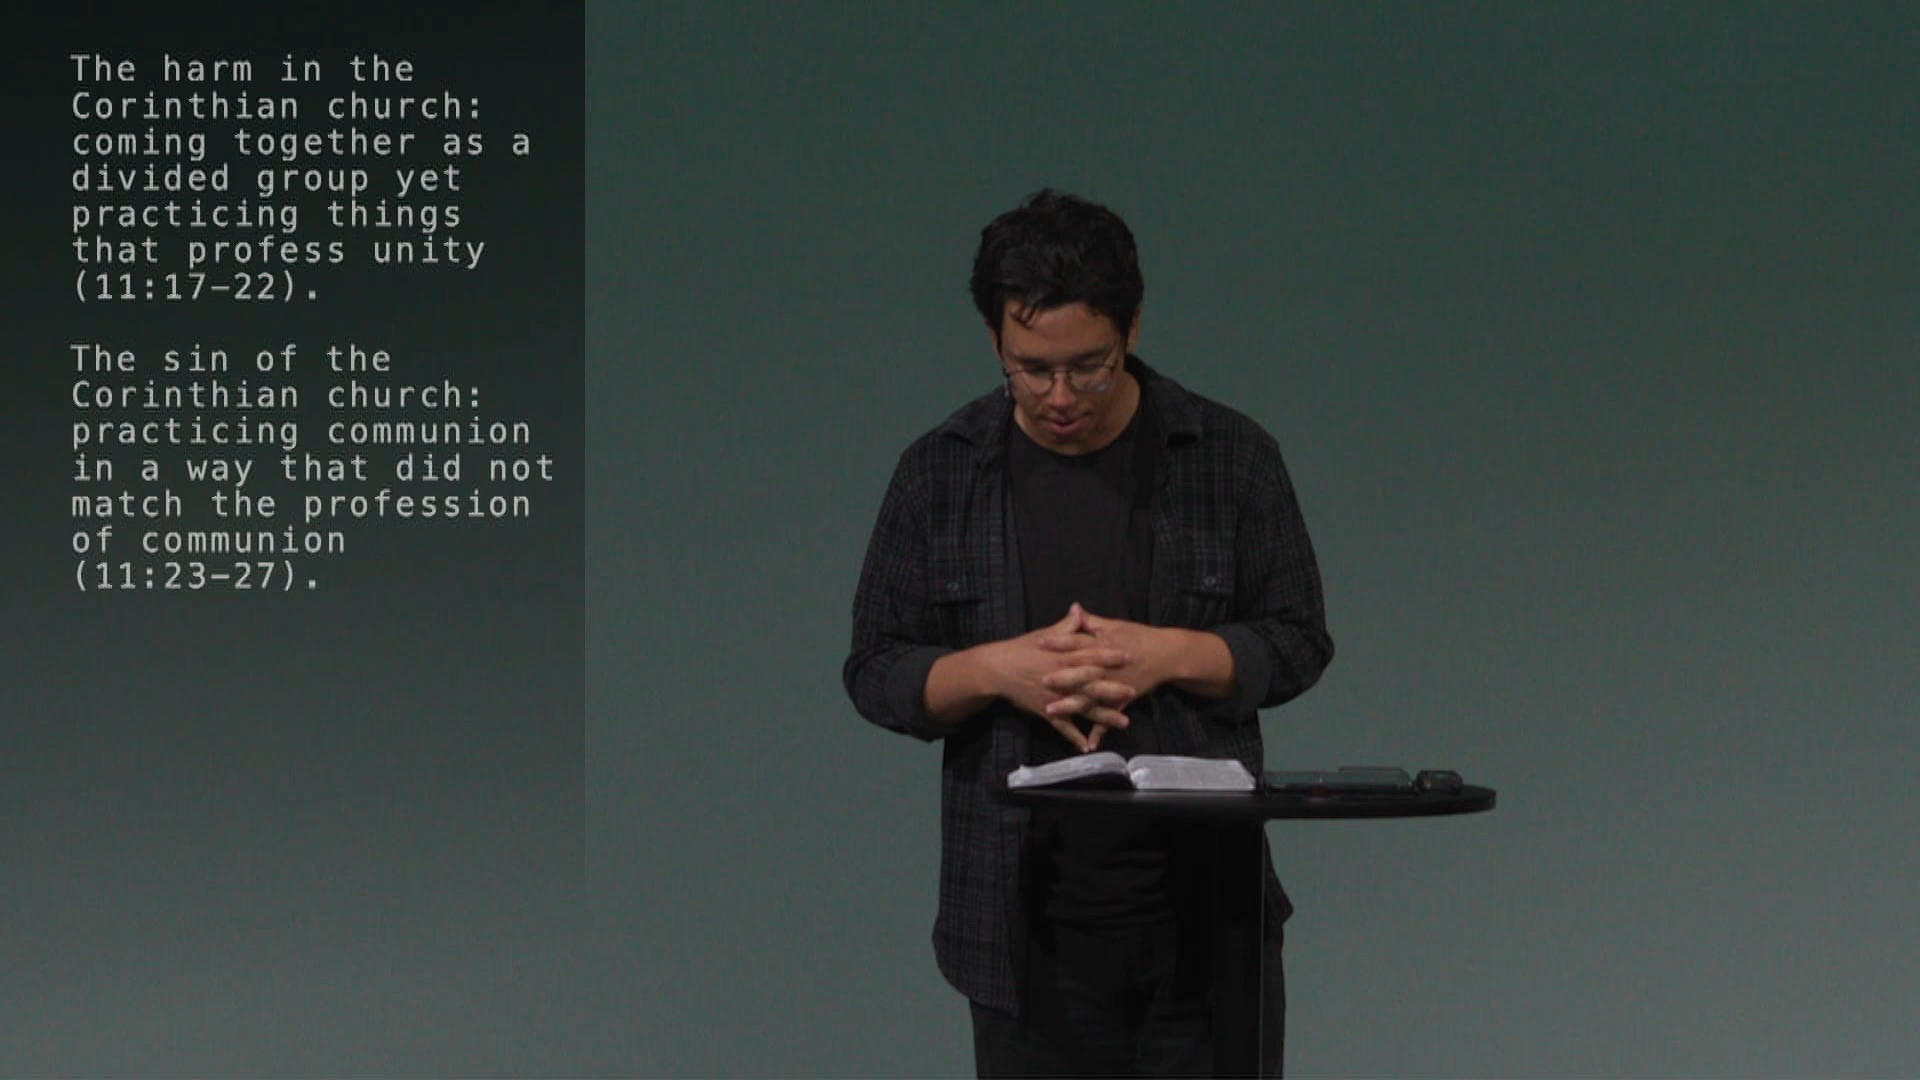 The harm in the
Corinthian church:
coming together as a
divided group yet
practicing things
that profess unity
(11:17–22).
The sin of the
Corinthian church:
practicing communion
in a way that did not
match the profession
of communion
(11:23–27).